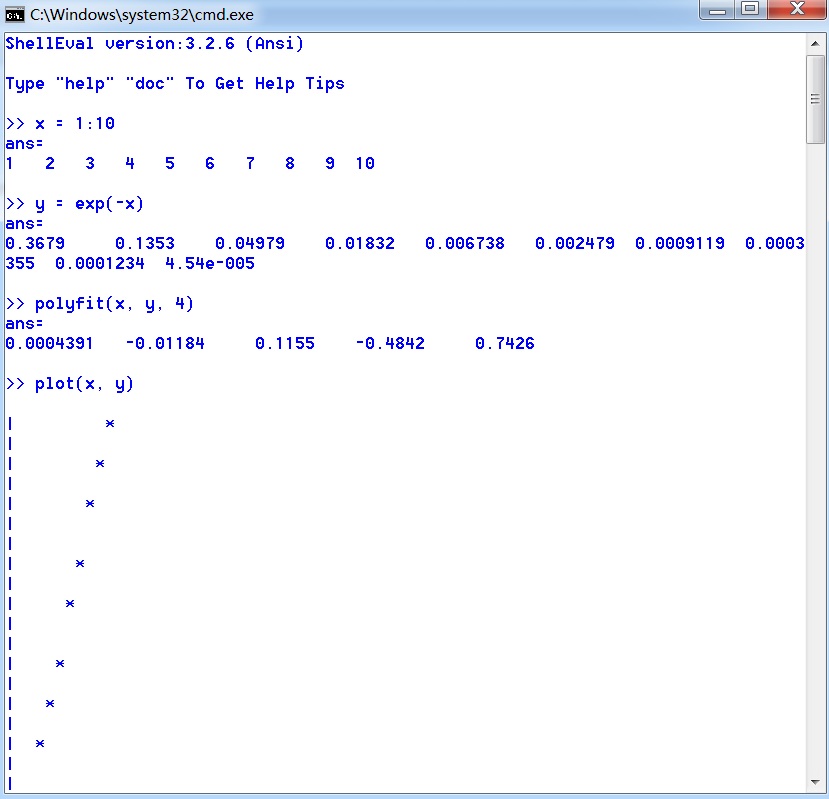 C:\Windows\system32\cmd.exe
ShellEval version:3.2.6 (Ansi)
Type "help" "doc" To Get Help Tips
>> x = 1:10
ans=
1   2   3   4   5   6   7   8   9  10
>> y = exp(-x)
ans=
0.3679     0.1353    0.04979    0.01832   0.006738   0.002479  0.0009119  0.0003
355  0.0001234  4.54e-005
>> polyfit(x, y, 4)
ans=
0.0004391   -0.01184     0.1155    -0.4842     0.7426
>> plot(x, y)
|         *
|
|        *
|
|       *
|
|
|      *
|
|     *
|
|
|    *
|
|   *
|
|  *
|
|